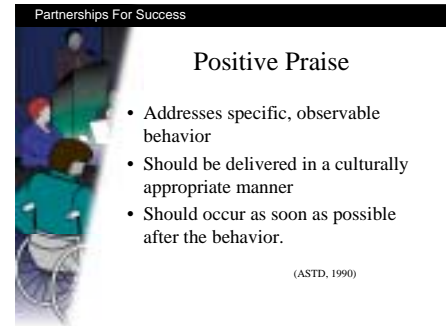 Partnerships For Success
Positive Praise
• Addresses specific, observable
behavior
• Should be delivered in a culturally
appropriate manner
• Should occur as soon as possible
after the behavior.
(ASTD, 1990)